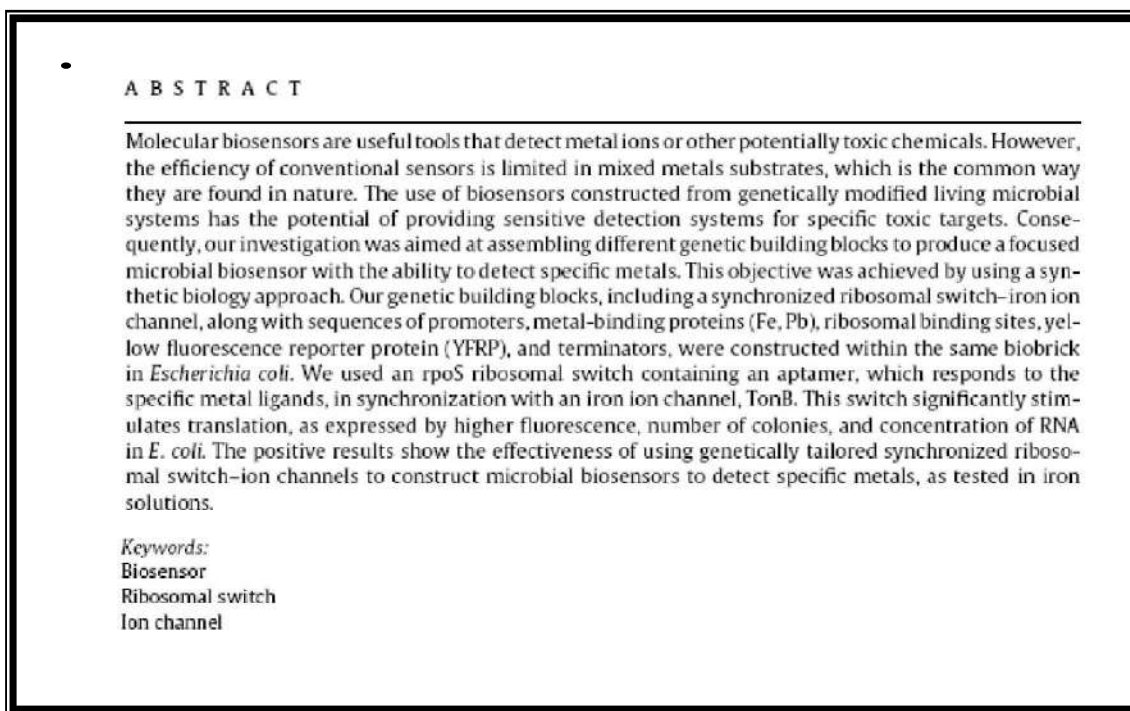 ABSTRACT
Molecular biosensors are useful tools that detect metal ions or other potentially toxic chemicals. However,
the efficiency of conventional sensors is limited in mixed metals substrates, which is the common way
they are found in nature. The use of biosensors constructed from genetically modified living microbial
systems has the potential of providing sensitive detection systems for specific toxic targets. Conse-
quently, our investigation was aimed at assembling different genetic building blocks to produce a focused
microbial biosensor with the ability to detect specific metals. This objective was achieved by using a syn-
thetic biology approach. Our genetic building blocks, including a synchronized ribosomal switch–iron ion
channel, along with sequences of promoters, metal-binding proteins (Fe, Pb), ribosomal binding sites, yel-
low fluorescence reporter protein (YFRP), and terminators, were constructed within the same biobrick
in Escherichia coli. We used an rpoS ribosomal switch containing an aptamer, which responds to the
specific metal ligands, in synchronization with an iron ion channel, TonB. This switch significantly stim-
ulates translation, as expressed by higher fluorescence, number of colonies, and concentration of RNA
in E. coli. The positive results show the effectiveness of using genetically tailored synchronized riboso-
mal switch–ion channels to construct microbial biosensors to detect specific metals, as tested in iron
solutions.
Keywords:
Biosensor
Ribosomal switch
Ion channel